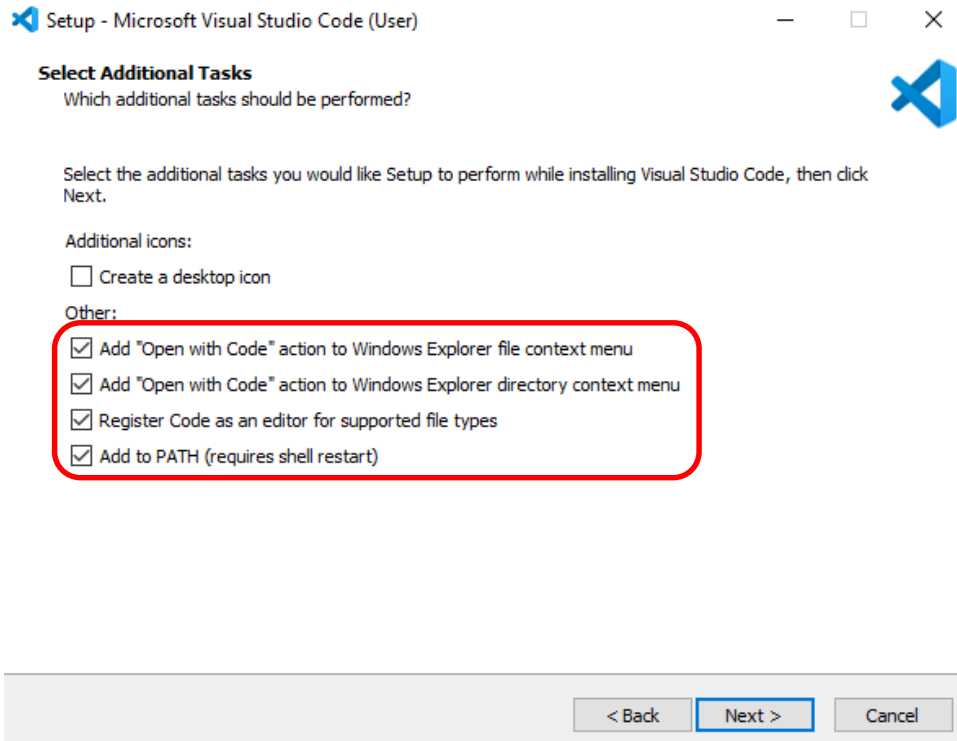 Setup - Microsoft Visual Studio Code (User)
Select Additional Tasks
Which additional tasks should be performed?
Select the additional tasks you would like Setup to perform while installing Visual Studio Code, then click
Next.
Additional icons:
Create a desktop icon
Other:
Add "Open with Code" action to Windows Explorer file context menu
Add "Open with Code" action to Windows Explorer directory context menu
Register Code as an editor for supported file types
Add to PATH (requires shell restart)
< Back Next > Cancel